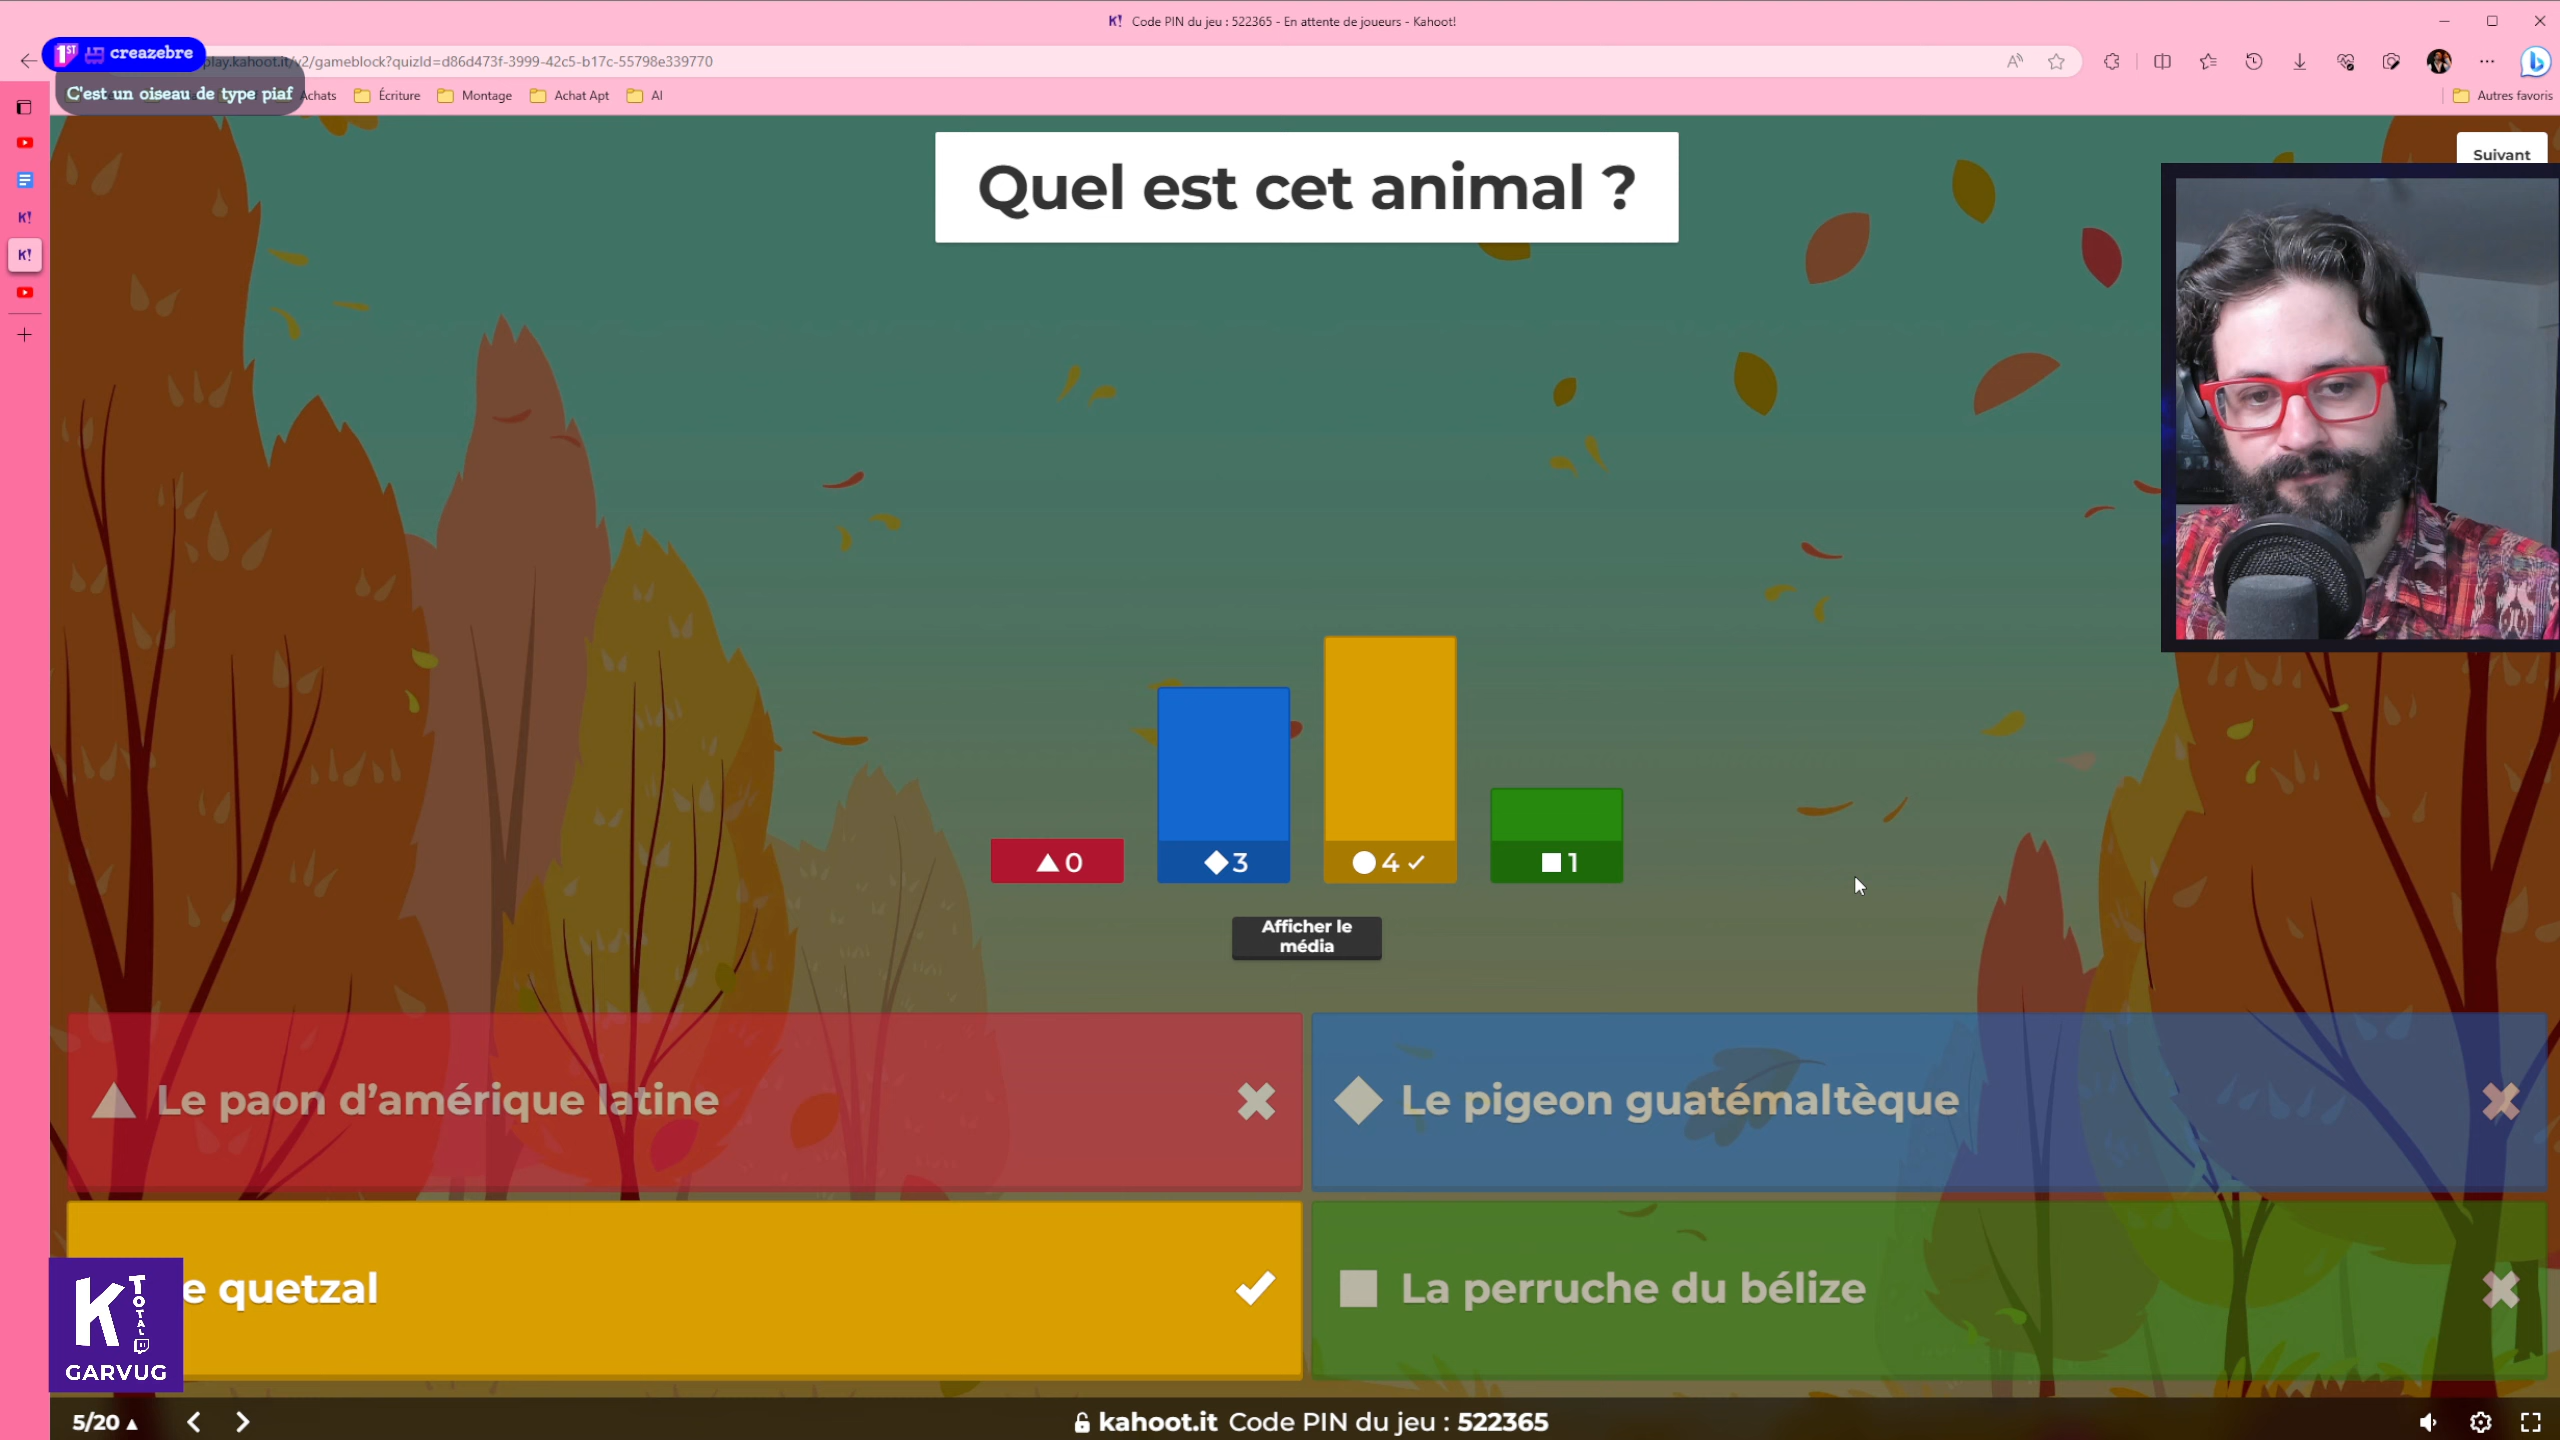 K! Code PIN du jeu : 522365 - En attente de joueurs - Kahoot!
1ST creazebre
play.kahoot.it/v2/gameblock?quizId=d86d473f-3999-42c5-b17c-55798e339770
C'est un oiseau de type piaf
Achats
Écriture
Montage
Achat Apt
AI
Autres favoris
Quel est cet animal ?
Suivant
K!
K!
0
3
4
1
Afficher le
média
Le paon d’amérique latine
Le pigeon guatémaltèque
e quetzal
La perruche du bélize
K TOTAL
GARVUG
5/20
kahoot.it Code PIN du jeu : 522365